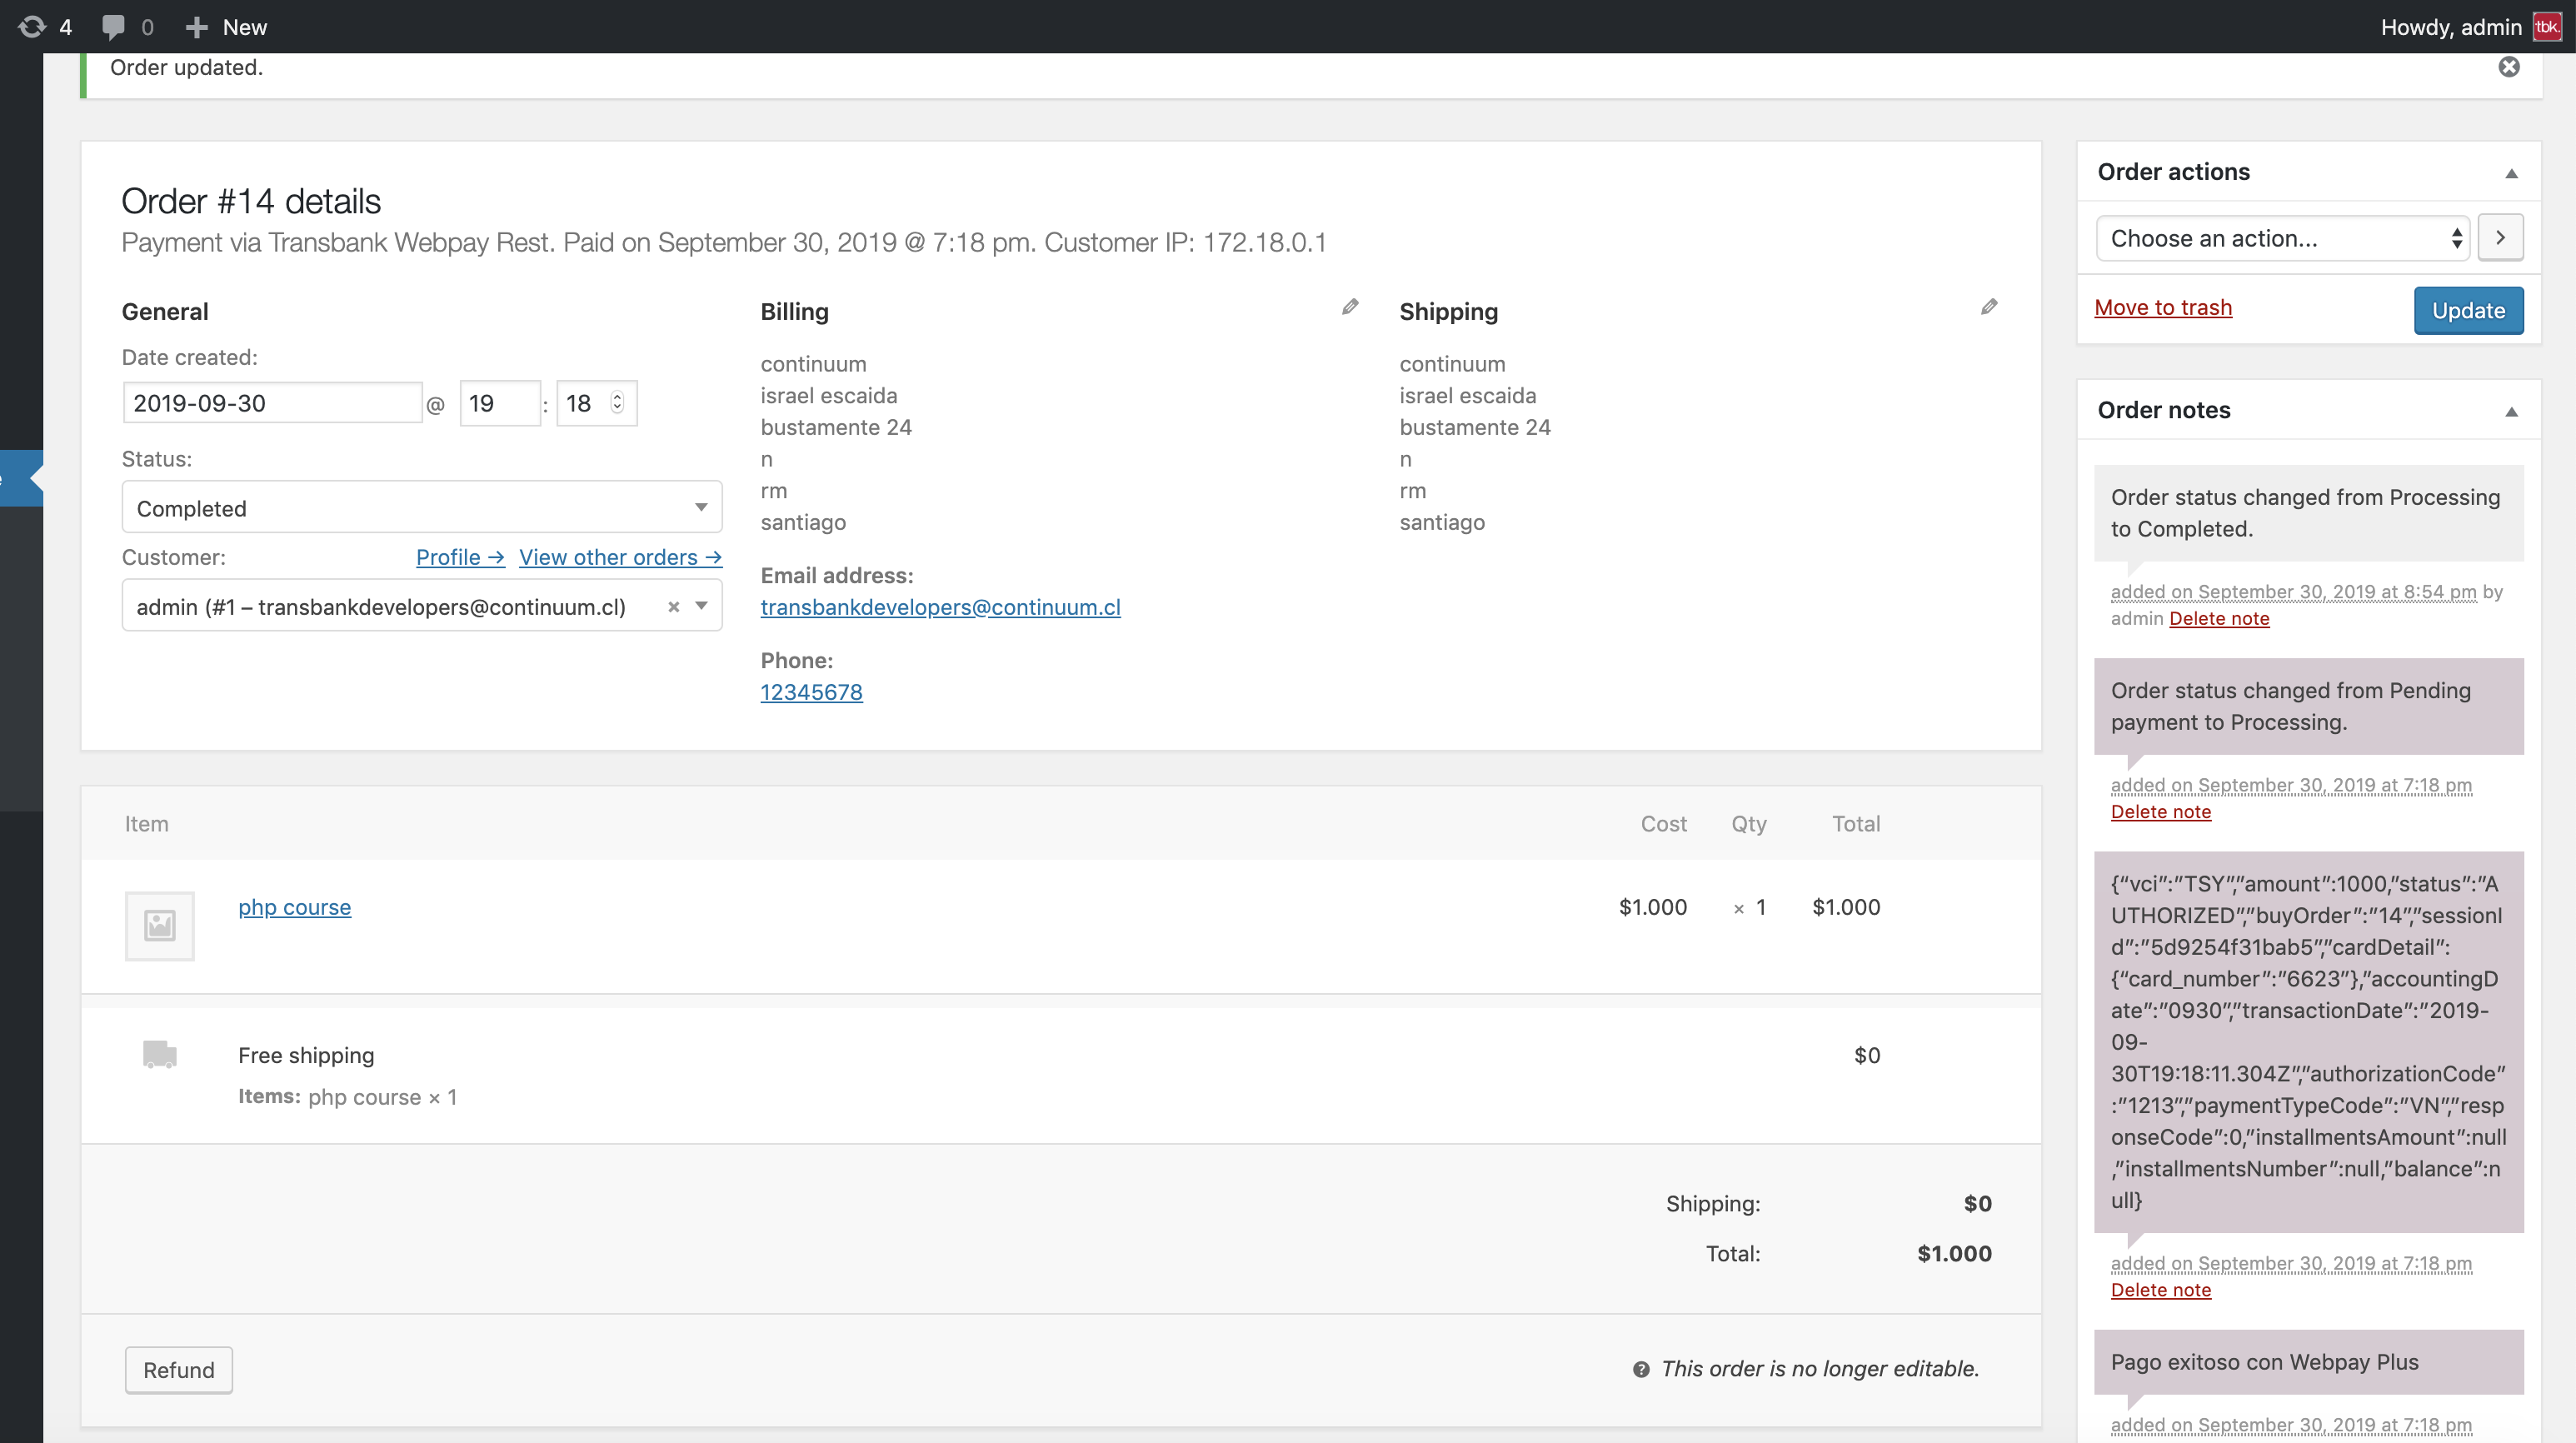 4 0 New Howdy, admin tbk.
Order updated.
Order #14 details
Payment via Transbank Webpay Rest. Paid on September 30, 2019 @ 7:18 pm. Customer IP: 172.18.0.1
General
Date created:
2019-09-30 @ 19 : 18
Status:
Completed
Customer: Profile → View other orders →
admin (#1 – transbankdevelopers@continuum.cl) ×
Billing
continuum
israel escaida
bustamente 24
n
rm
santiago
Email address:
transbankdevelopers@continuum.cl
Phone:
12345678
Shipping
continuum
israel escaida
bustamente 24
n
rm
santiago
Item Cost Qty Total
php course $1.000 × 1 $1.000
Free shipping $0
Items: php course × 1
Shipping: $0
Total: $1.000
Refund This order is no longer editable.
Order actions
Choose an action...
Move to trash Update
Order notes
Order status changed from Processing
to Completed.
added on September 30, 2019 at 8:54 pm by
admin Delete note
Order status changed from Pending
payment to Processing.
added on September 30, 2019 at 7:18 pm
Delete note
{“vci”:”TSY”,”amount”:1000,”status”:”A
UTHORIZED”,”buyOrder”:”14”,”sessionI
d”:”5d9254f31bab5”,”cardDetail”:
{“card_number”:”6623”},”accountingD
ate”:”0930”,”transactionDate”:”2019-
09-
30T19:18:11.304Z”,”authorizationCode”
:”1213”,”paymentTypeCode”:”VN”,”resp
onseCode”:0,”installmentsAmount”:null
,”installmentsNumber”:null,”balance”:n
ull}
added on September 30, 2019 at 7:18 pm
Delete note
Pago exitoso con Webpay Plus
added on September 30, 2019 at 7:18 pm